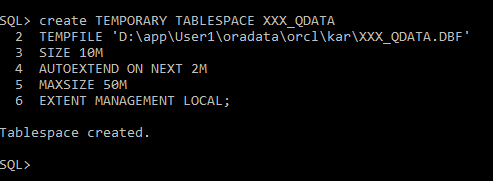 SQL> create TEMPORARY TABLESPACE XXX_QDATA
2 TEMPFILE 'D:\app\User1\oradata\orcl\kar\XXX_QDATA.DBF'
3 SIZE 10M
4 AUTOEXTEND ON NEXT 2M
5 MAXSIZE 50M
6 EXTENT MANAGEMENT LOCAL;
Tablespace created.
SQL>